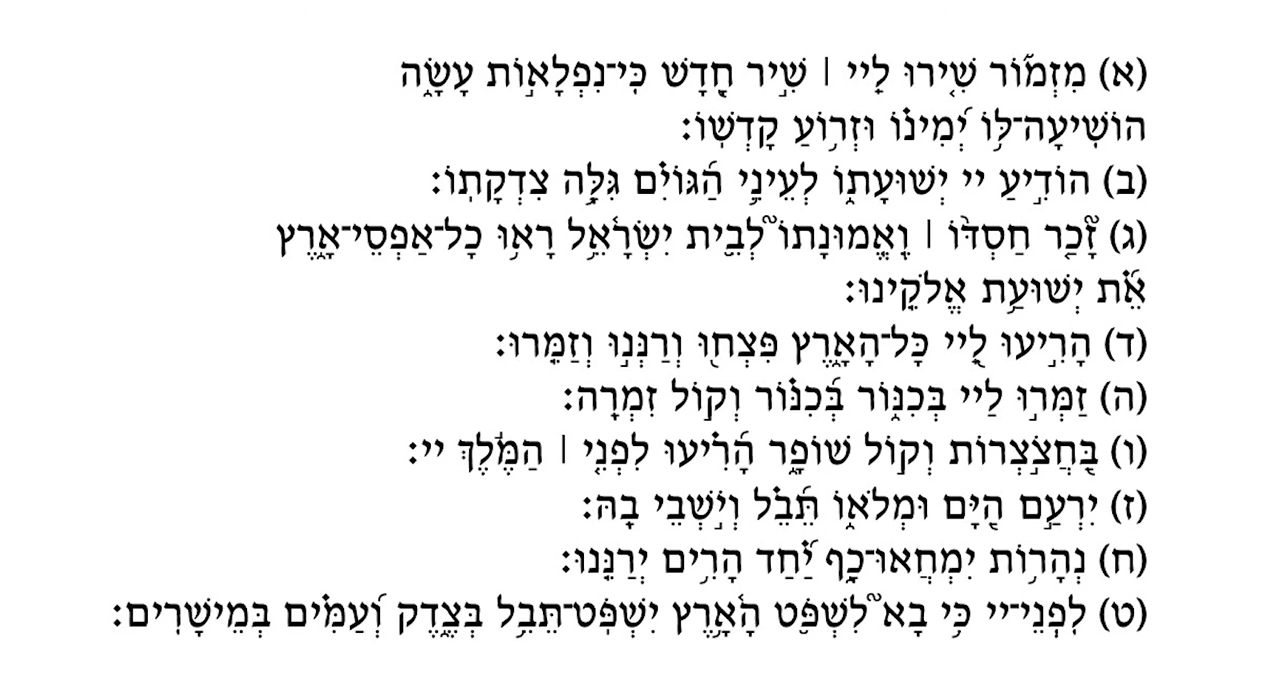 (א) מִזְמ֡וֹר שִׁ֤ירוּ לַֽיי | שִׁ֣יר חָ֭דָשׁ כִּֽי־נִפְלָא֣וֹת עָשָׂ֑ה
הוֹשִֽׁיעָה־לּ֥וֹ יְ֝מִינ֗וֹ וּזְר֥וֹעַ קָדְשֽׁוֹ׃
(ב) הוֹדִ֣יעַ יי יְשׁוּעָת֑וֹ לְעֵינֵ֥י הַ֝גּוֹיִ֗ם גִּלָּ֥ה צִדְקָתֽוֹ׃
(ג) זָ֘כַ֤ר חַסְדּ֨וֹ | וֶֽאֱֽמוּנָתוֹ֮ לְבֵ֢ית יִשְׂרָ֫אֵ֥ל רָא֥וּ כָל־אַפְסֵי־אָ֑רֶץ
אֵ֝ת יְשׁוּעַ֥ת אֱלֹקֵֽינוּ׃
(ד) הָרִ֣יעוּ לַ֭יי כָּל־הָאָ֑רֶץ פִּצְח֖וּ וְרַנְּנ֣וּ וְזַמֵּֽרוּ׃
(ה) זַמְּר֣וּ לַיי בְּכִנּ֑וֹר בְּ֝כִנּ֗וֹר וְק֣וֹל זִמְרָֽה׃
(ו) בַּ֭חֲצֹ֣צְרוֹת וְק֣וֹל שׁוֹפָ֑ר הָ֝רִ֗יעוּ לִפְנֵ֤י | הַמֶּ֬לֶךְ יי׃
(ז) יִרְעַ֣ם הַ֭יָּם וּמְלֹא֑וֹ תֵּ֝בֵ֗ל וְיֹ֣שְׁבֵי בָֽהּ׃
(ח) נְהָר֥וֹת יִמְחֲאוּ־כָ֑ף יַ֝֗חַד הָרִ֥ים יְרַנֵּֽנוּ׃
(ט) לִ֥פְֽנֵי־יי כִּ֥י בָא֮ לִשְׁפֹּ֢ט הָ֫אָ֥רֶץ יִשְׁפֹּֽט־תֵּבֵ֥ל בְּצֶ֑דֶק וְ֝עַמִּ֗ים בְּמֵישָׁרִֽים׃